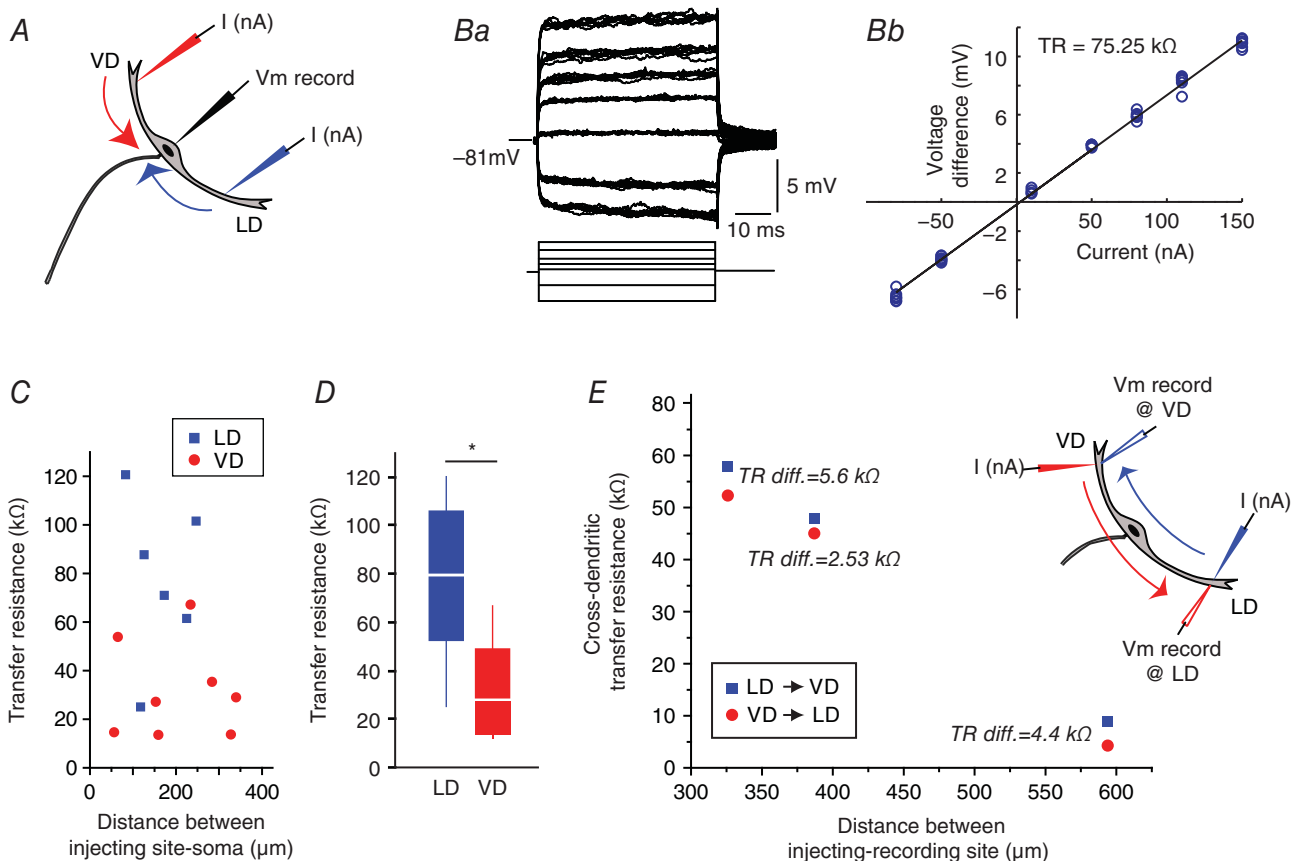 A
I (nA)
VD
Vm record
I (nA)
LD
Ba
–81mV
5 mV
10 ms
Bb
TR = 75.25 kΩ
Voltage
difference (mV)
10
6
2
−2
−6
−50
50
100
150
Current (nA)
C
LD
VD
Transfer resistance (kΩ)
120
100
80
60
40
20
0
0
200
400
Distance between
injecting site-soma (μm)
D
*
Transfer resistance (kΩ)
120
100
80
60
40
20
0
LD
VD
E
Cross-dendritic
transfer resistance (kΩ)
80
70
60
50
40
30
20
10
0
TR diff.=5.6 kΩ
TR diff.=2.53 kΩ
TR diff.=4.4 kΩ
LD → VD
VD → LD
300
350
400
450
500
550
600
Distance between
injecting-recording site (μm)
Vm record
@ VD
VD
I (nA)
I (nA)
LD
Vm record
@ LD